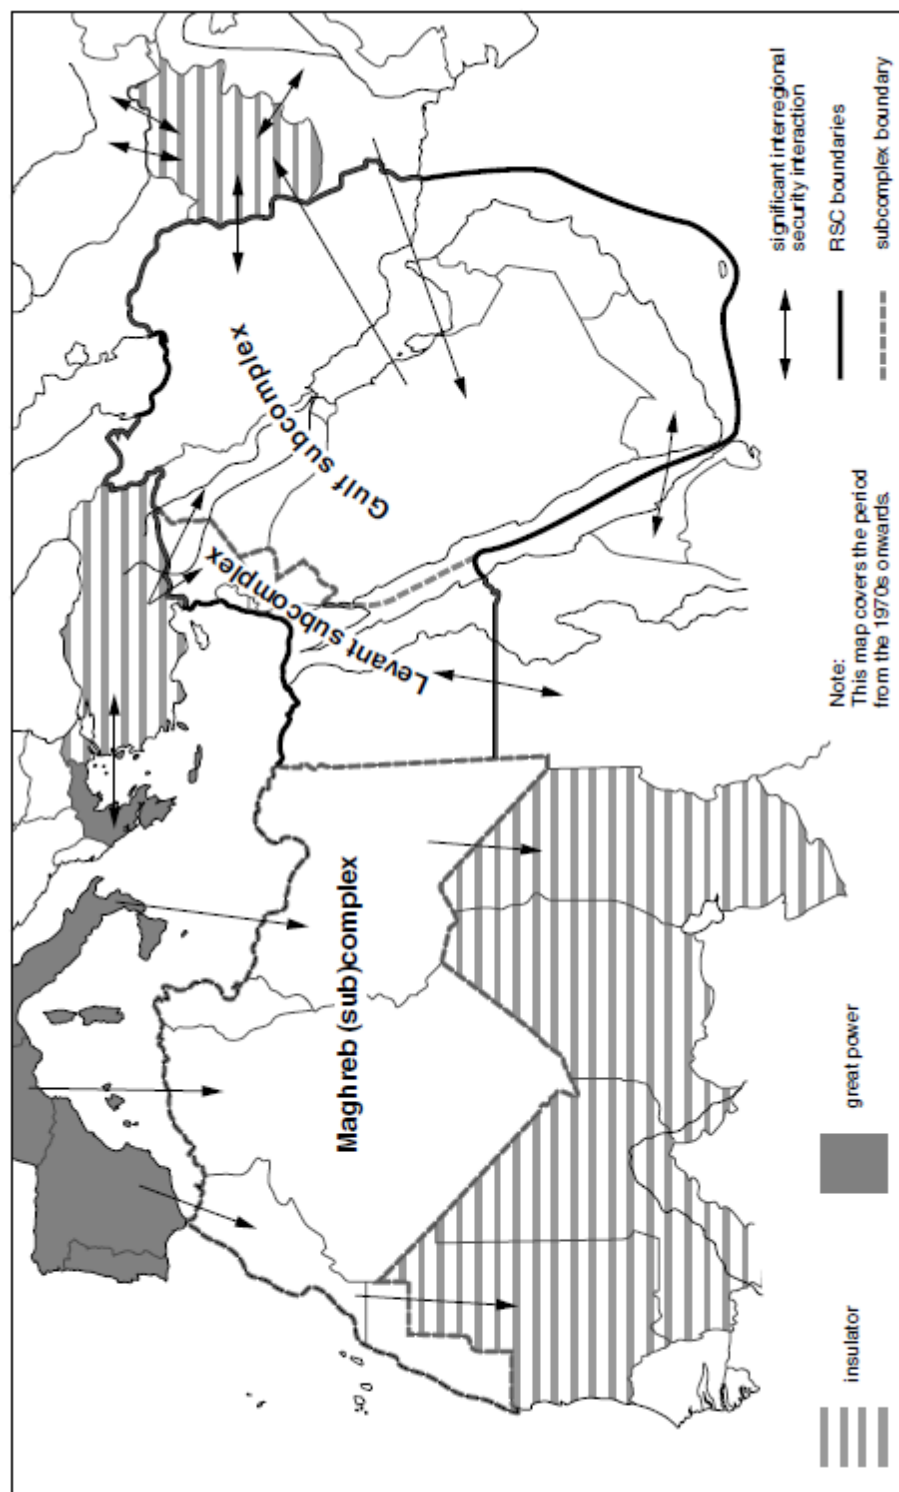 Maghreb (sub)complex
Levant subcomplex
Gulf subcomplex
insulator
great power
Note:
This map covers the period
from the 1970s onwards.
significant interregional
security interaction
RSC boundaries
subcomplex boundary